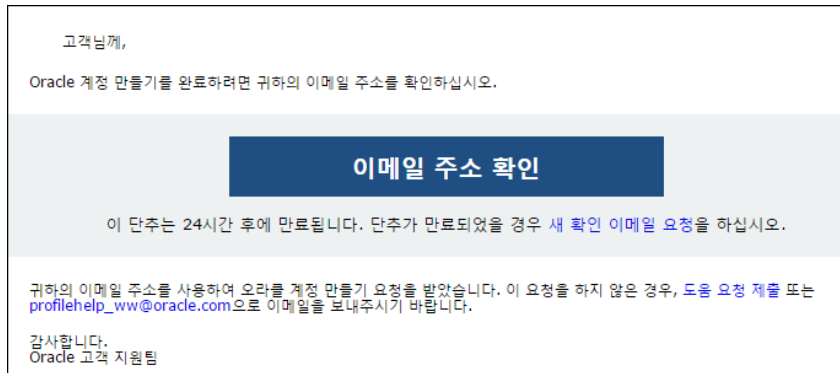 고객님께,
Oracle 계정 만들기를 완료하려면 귀하의 이메일 주소를 확인하십시오.
이메일 주소 확인
이 단추는 24시간 후에 만료됩니다. 단추가 만료되었을 경우 새 확인 이메일 요청을 하십시오.
귀하의 이메일 주소를 사용하여 오라클 계정 만들기 요청을 받았습니다. 이 요청을 하지 않은 경우, 도움 요청 제출 또는
profilehelp_ww@oracle.com으로 이메일을 보내주시기 바랍니다.
감사합니다.
Oracle 고객 지원팀